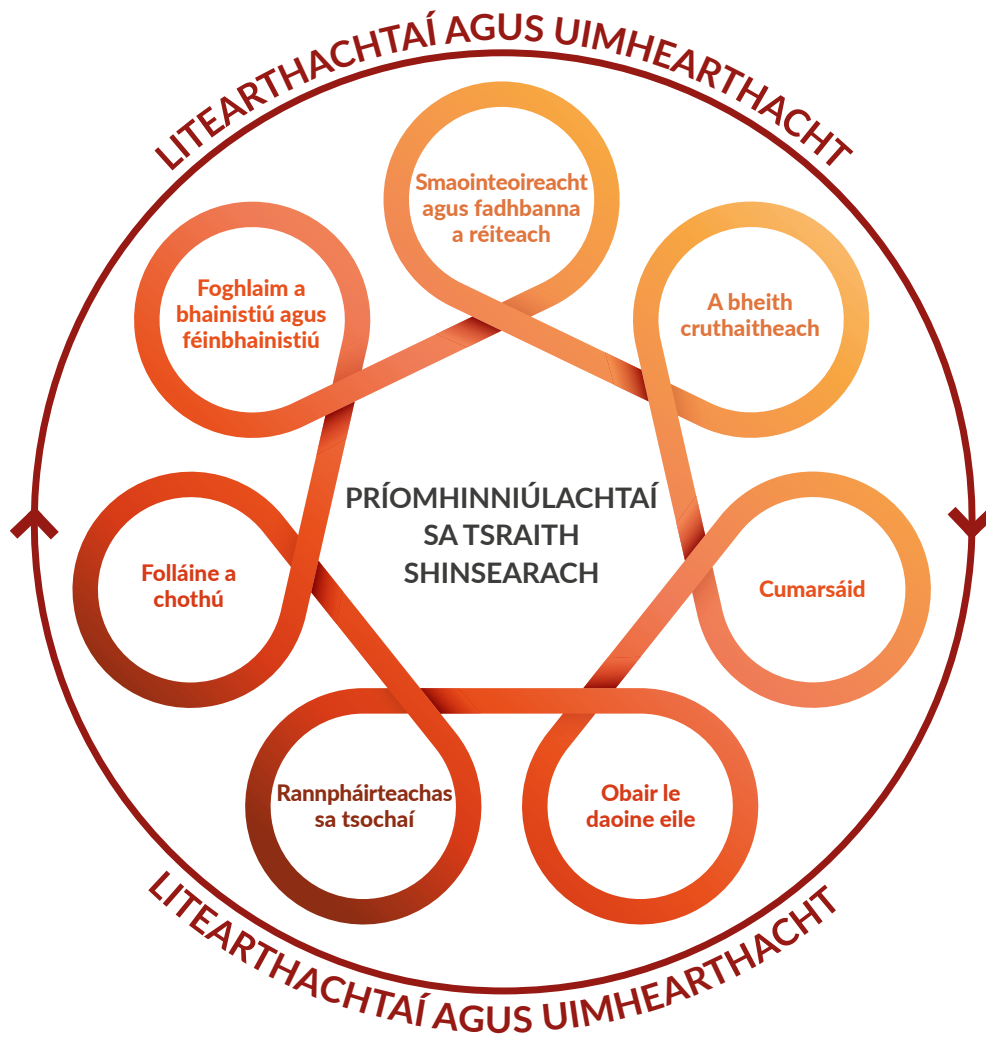 LITEARTHACHTAÍ AGUS UIMHEARTHACHT
Smaointeoireacht
agus fadhbanna
a réiteach
A bheith
cruthaitheach
Cumarsáid
Obair le
daoine eile
Rannpháirteachas
sa tsochaí
Folláine a
chothú
Foghlaim a
bhainistiú agus
féinbhainistiú
PRÍOMHINNIÚLACHTAÍ
SA TSRAITH
SHINSEARACH
LITEARTHACHTAÍ AGUS UIMHEARTHACHT